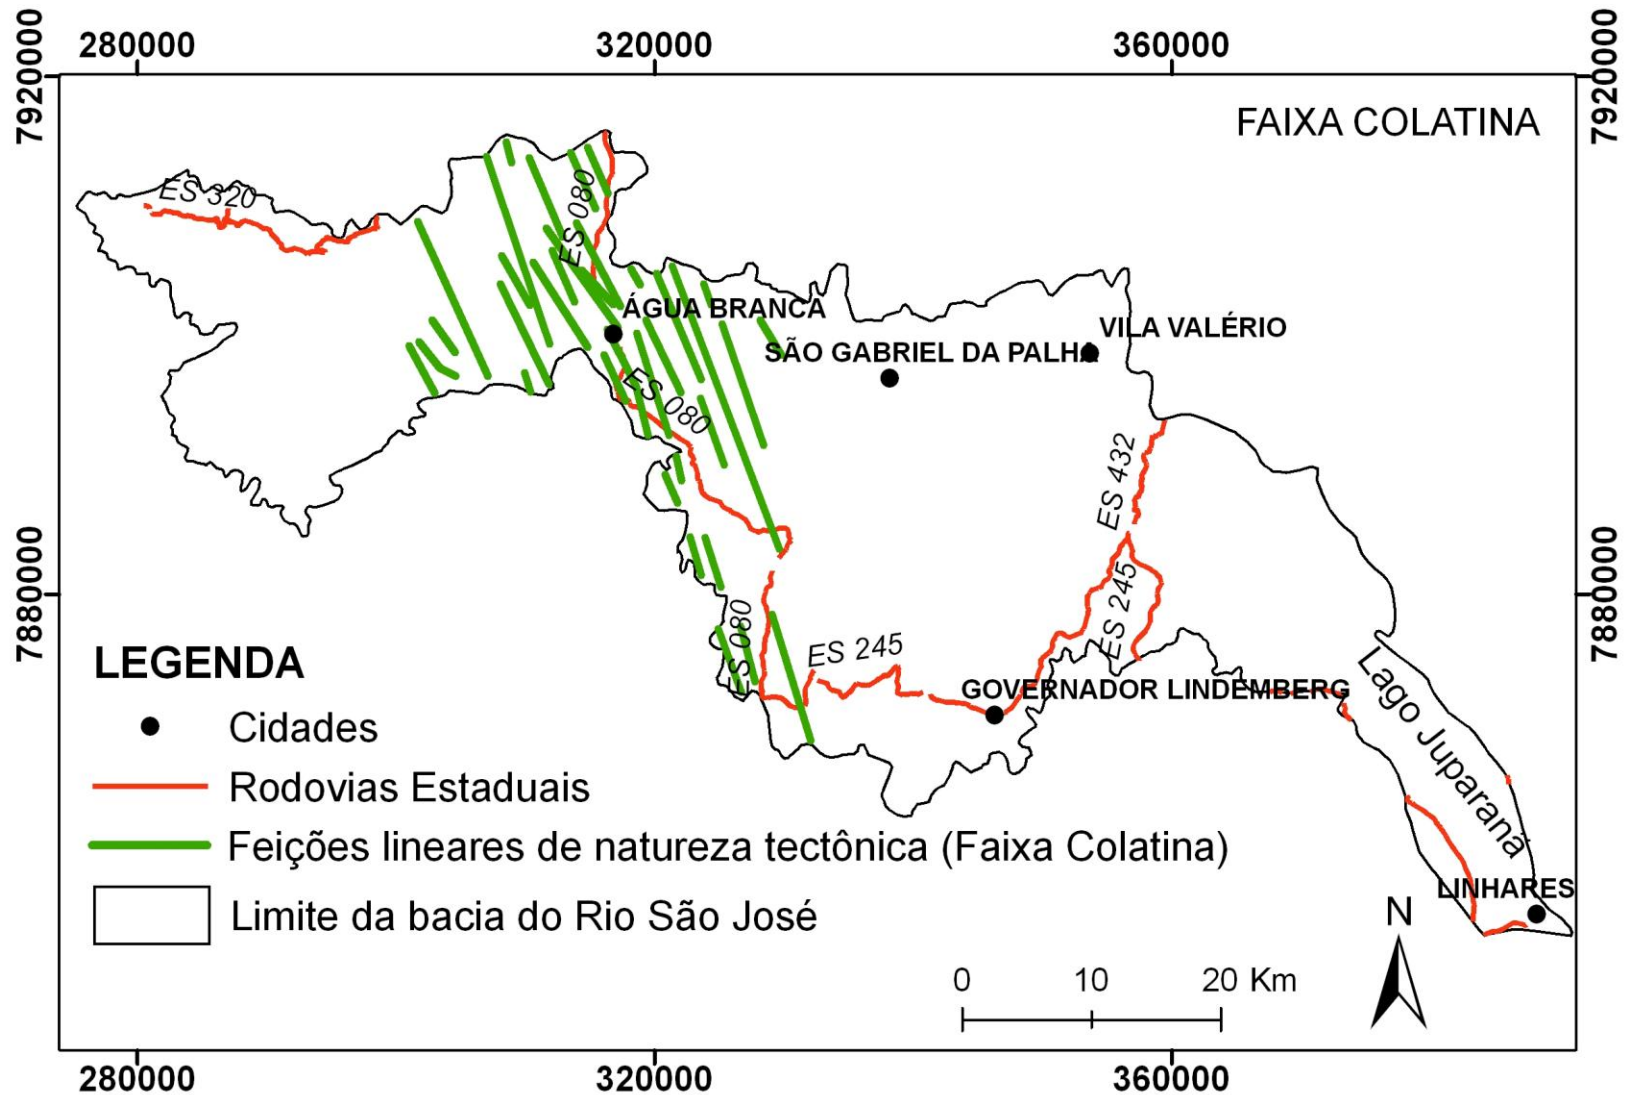 280000
320000
360000
7920000
7920000
FAIXA COLATINA
ES 320
ES 080
ÁGUA BRANCA
VILA VALÉRIO
SÃO GABRIEL DA PALHA
ES 080
ES 432
7880000
7880000
ES 245
ES 080
ES 245
GOVERNADOR LINDEMBERG
Lago Juparanã
LINHARES
LEGENDA
Cidades
Rodovias Estaduais
Feições lineares de natureza tectônica (Faixa Colatina)
Limite da bacia do Rio São José
N
0 10 20 Km
280000
320000
360000